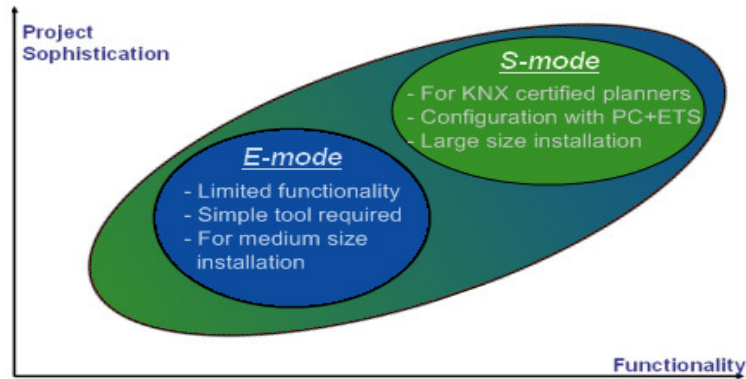 Project
Sophistication
S-mode
- For KNX certified planners
- Configuration with PC+ETS
- Large size installation
E-mode
- Limited functionality
- Simple tool required
- For medium size
installation
Functionality